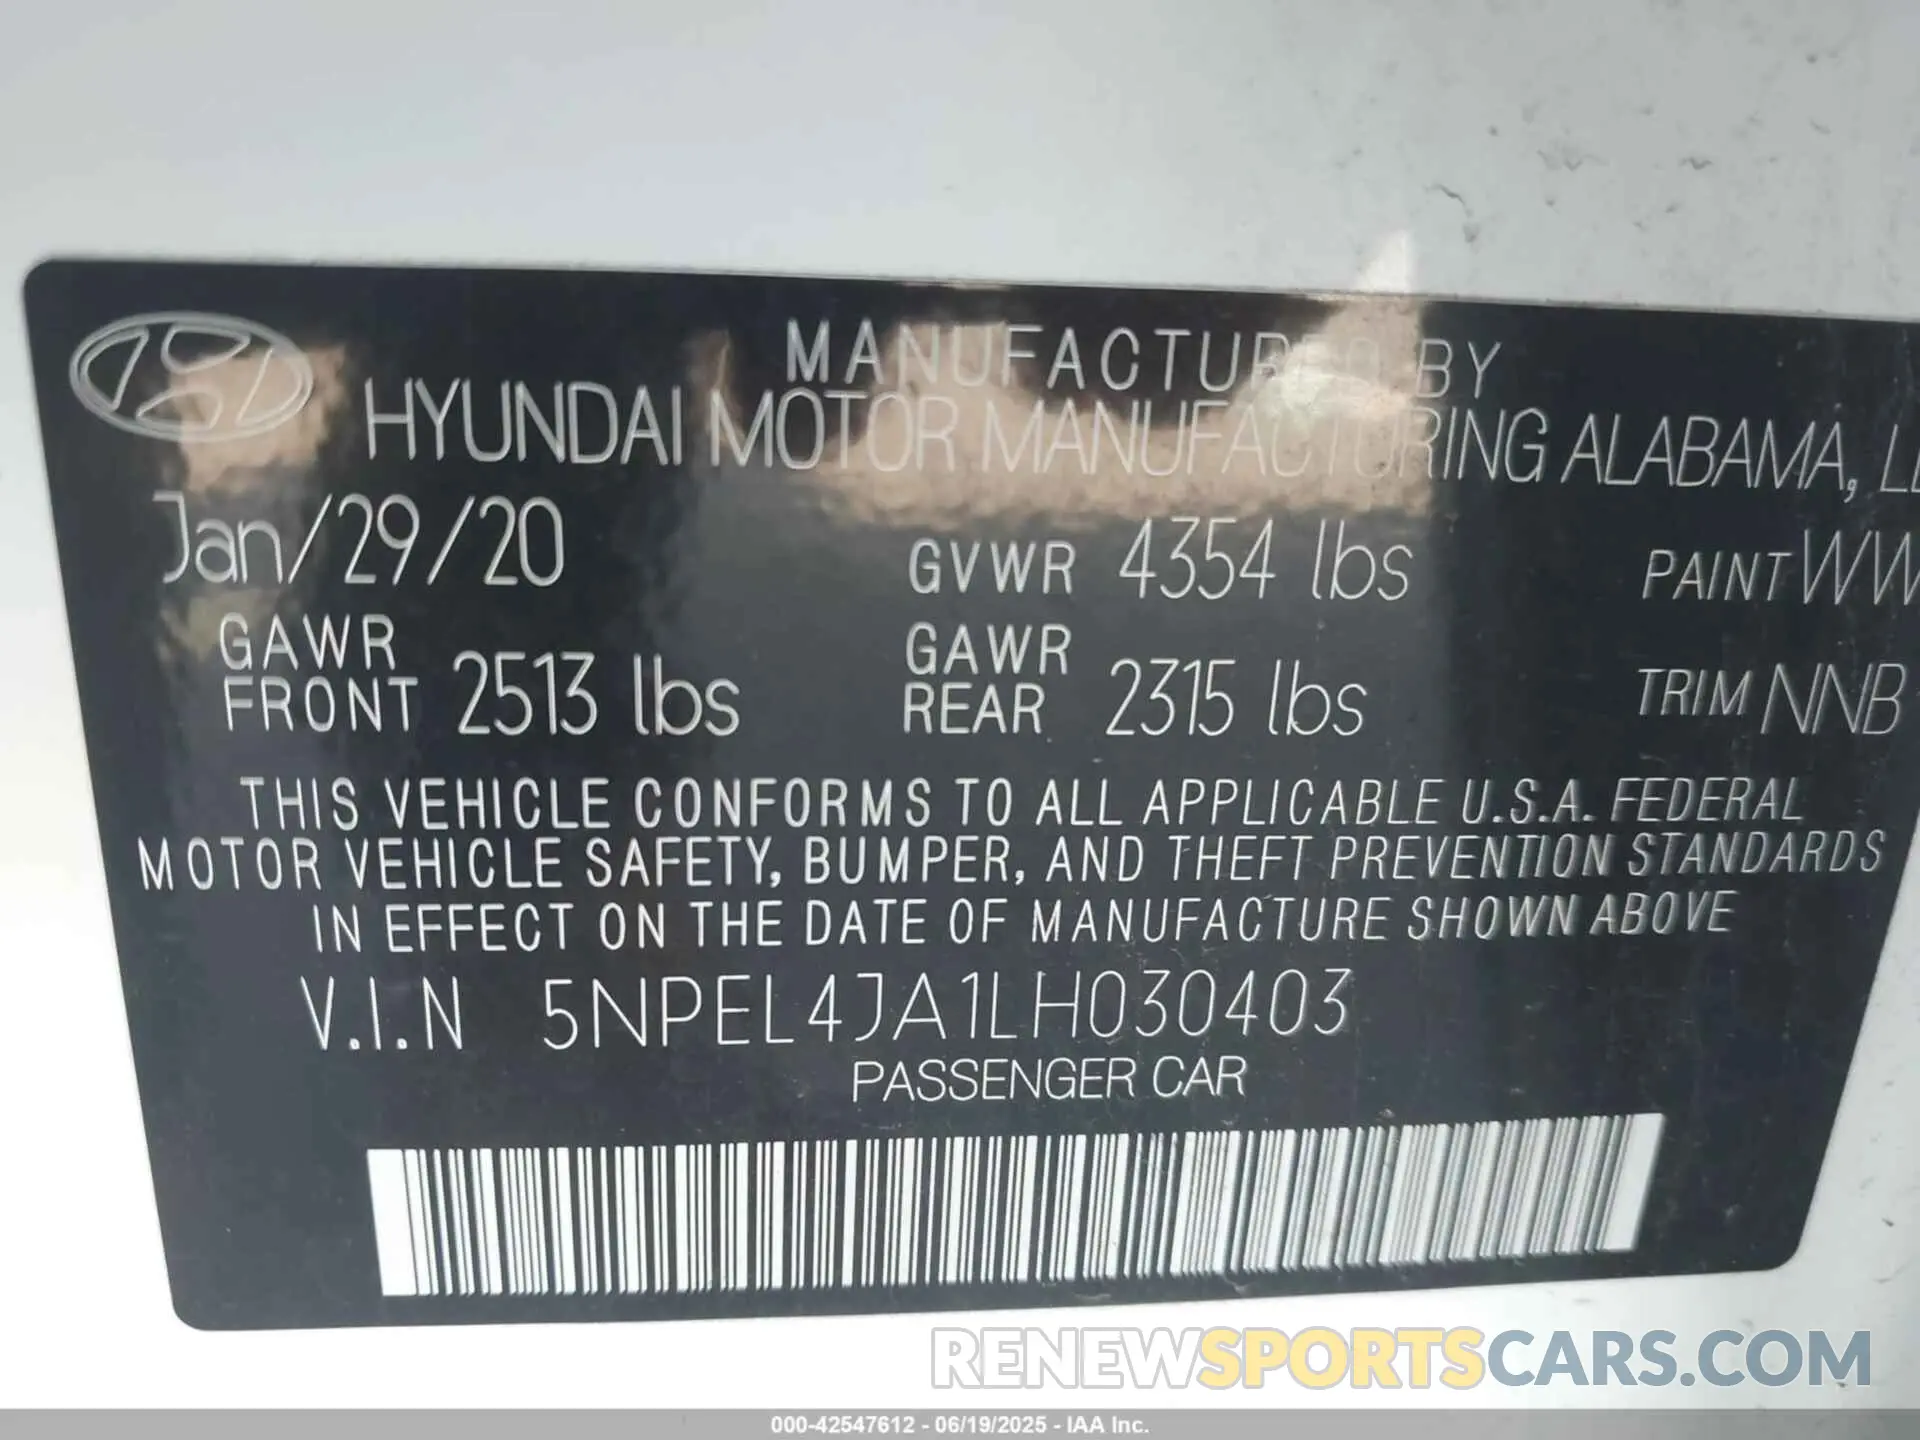 MANUFACTURED BY
HYUNDAI MOTOR MANUFACTURING ALABAMA,
Jan/29/20 GVWR 4354 lbs PAINT WW
GAWR FRONT 2513 lbs GAWR REAR 2315 lbs TRIM NNB
THIS VEHICLE CONFORMS TO ALL APPLICABLE U.S.A. FEDERAL
MOTOR VEHICLE SAFETY, BUMPER, AND THEFT PREVENTION STANDARDS
IN EFFECT ON THE DATE OF MANUFACTURE SHOWN ABOVE
V.I.N 5NPEL4JA1LH030403
PASSENGER CAR
RENEWSPORTSCARS.COM
000-42547612 - 06/19/2025 - IAA Inc.